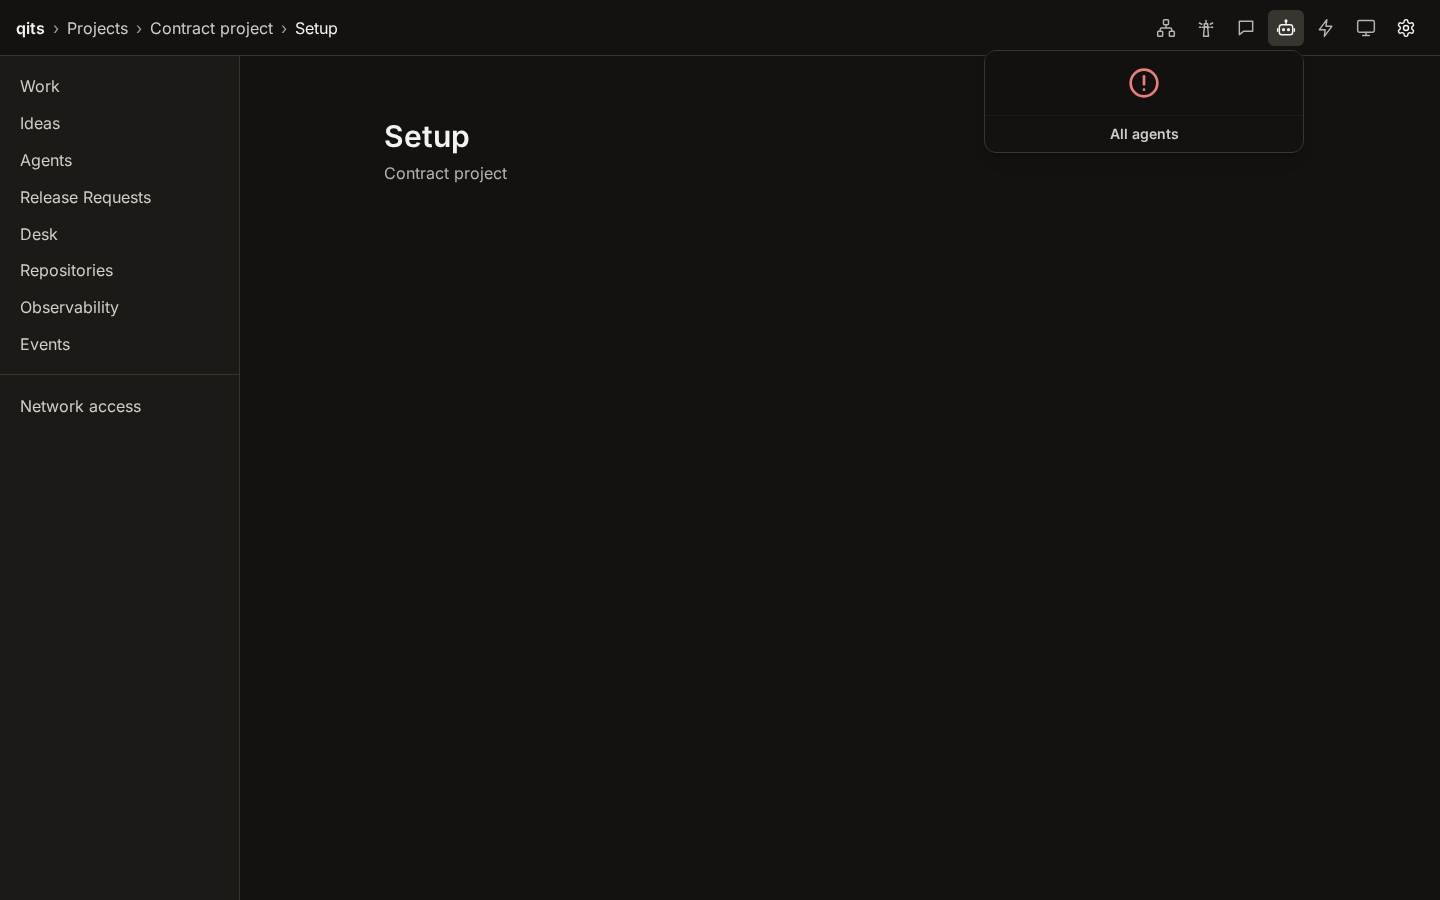 qits › Projects › Contract project › Setup
All agents
Work
Ideas
Agents
Release Requests
Desk
Repositories
Observability
Events
Network access
Setup
Contract project